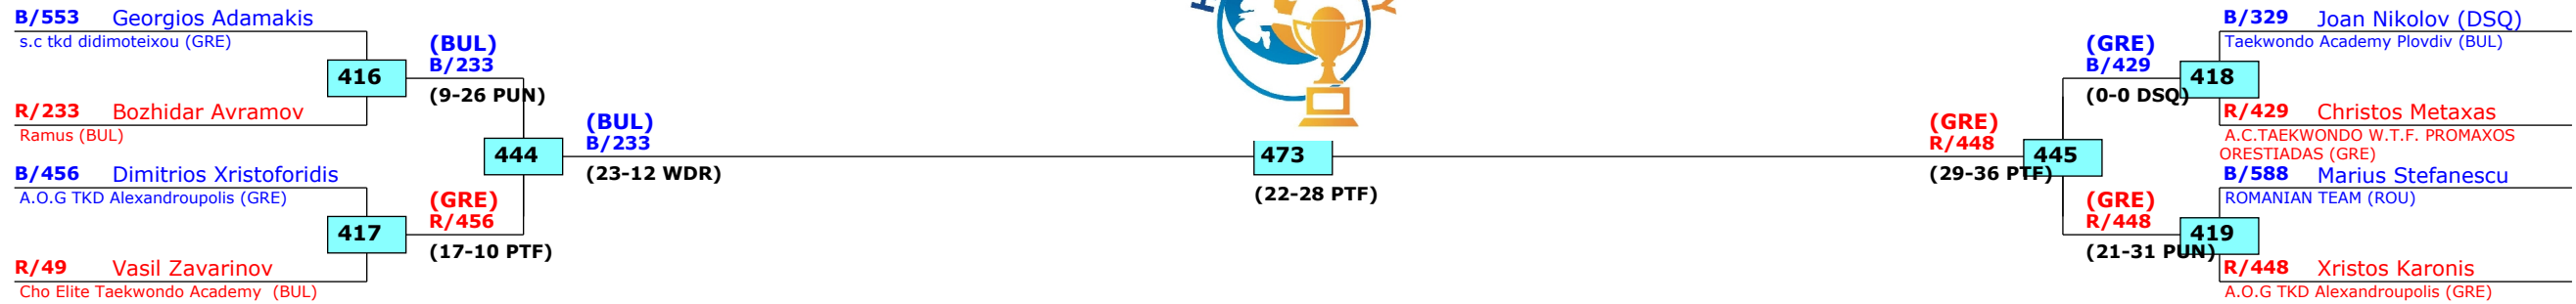 B/553 Georgios Adamakis
s.c tkd didimoteixou (GRE)
416
(BUL)
B/233
(9-26 PUN)
R/233 Bozhidar Avramov
Ramus (BUL)
444
(BUL)
B/233
(23-12 WDR)
B/456 Dimitrios Xristoforidis
A.O.G TKD Alexandroupolis (GRE)
417
(GRE)
R/456
(17-10 PTF)
R/49 Vasil Zavarinov
Cho Elite Taekwondo Academy (BUL)
H
Y
473
(22-28 PTF)
B/329 Joan Nikolov (DSQ)
Taekwondo Academy Plovdiv (BUL)
(GRE)
B/429
418
(0-0 DSQ)
R/429 Christos Metaxas
A.C.TAEKWONDO W.T.F. PROMAXOS
ORESTIADAS (GRE)
(GRE)
R/448
445
(29-36 PTF)
B/588 Marius Stefanescu
ROMANIAN TEAM (ROU)
(GRE)
R/448
419
(21-31 PUN)
R/448 Xristos Karonis
A.O.G TKD Alexandroupolis (GRE)